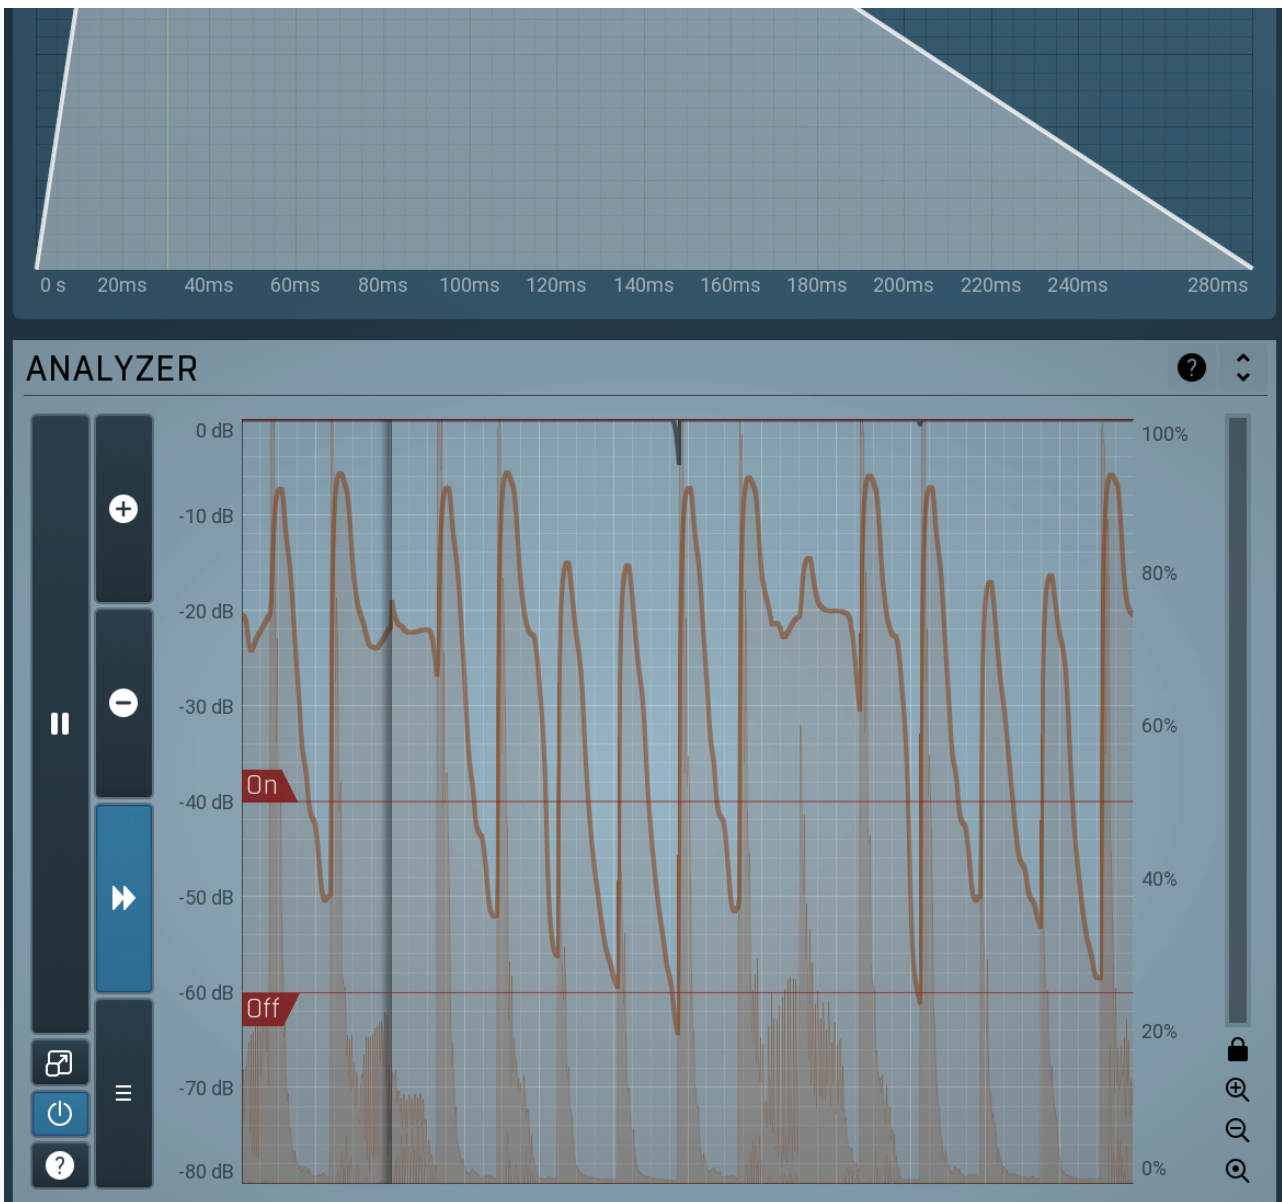 0 s 20ms 40ms 60ms 80ms 100ms 120ms 140ms 160ms 180ms 200ms 220ms 240ms 280ms
ANALYZER ?
0 dB 100%
-10 dB
80%
-20 dB
-30 dB
60%
On
-40 dB
40%
-50 dB
-60 dB
Off
20%
-70 dB
-80 dB 0%
?